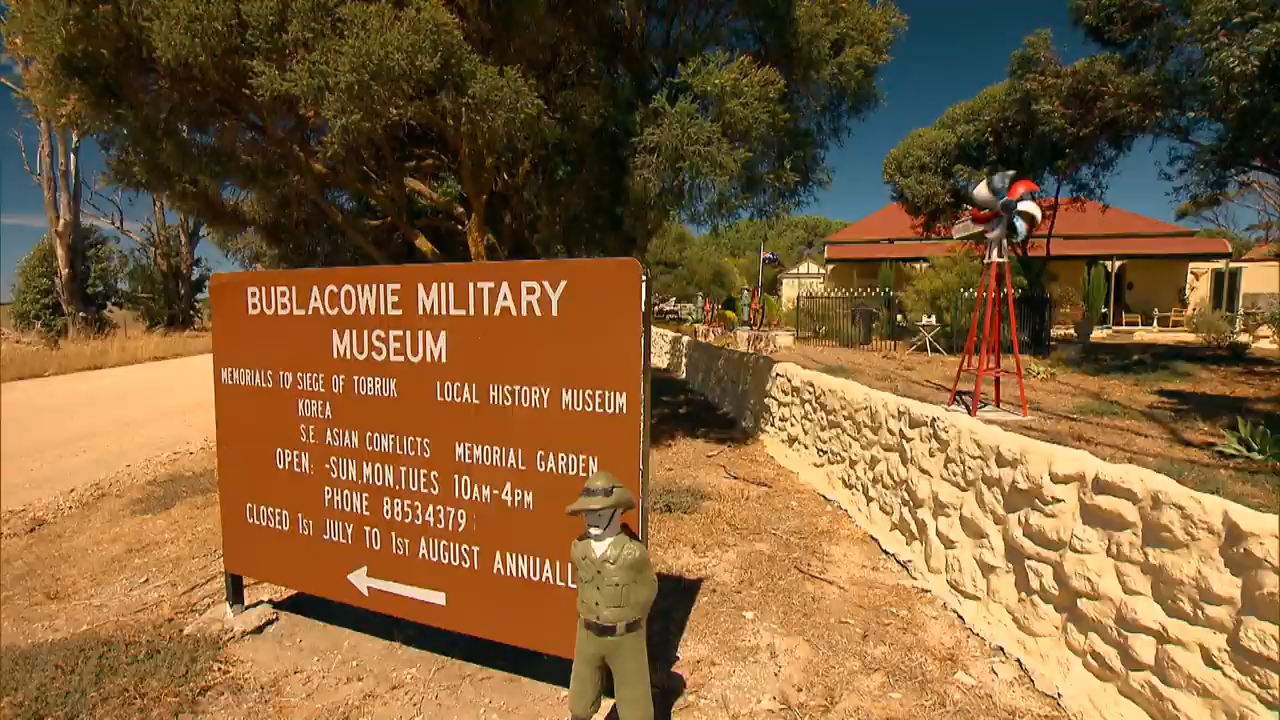 BUBLACOWIE MILITARY
MUSEUM
MEMORIALS TO SIEGE OF TOBRUK LOCAL HISTORY MUSEUM
KOREA
S.E. ASIAN CONFLICTS MEMORIAL GARDEN
OPEN: -SUN,MON,TUES 10AM-4PM
PHONE 88534379
CLOSED 1ST JULY TO 1ST AUGUST ANNUALL